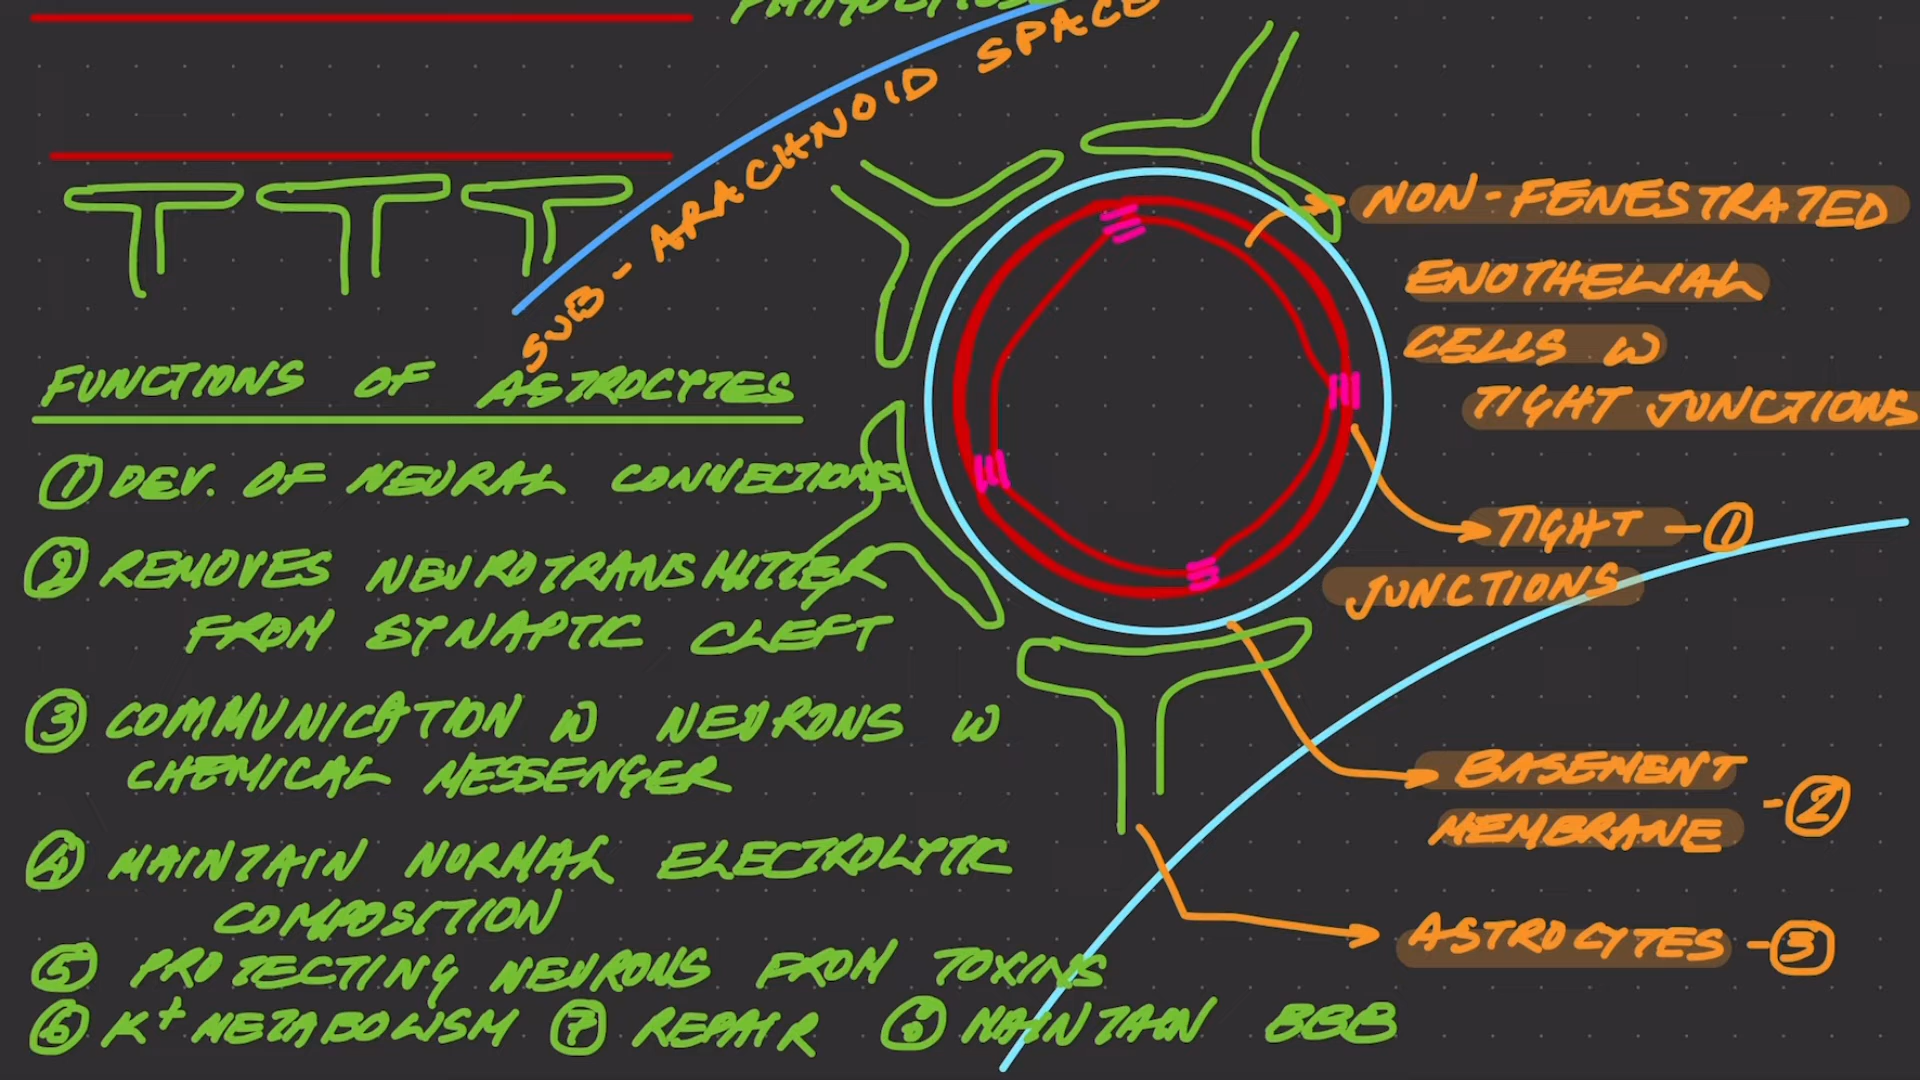 SUB-ARACHNOID SPACE
FUNCTIONS OF ASTROCYTES
① DEV. OF NEURAL CONNECTIONS.
② REMOVES NEUROTRANSMITTER
FROM SYNAPTIC CLEFT
③ COMMUNICATION W NEURONS W
CHEMICAL MESSENGER
④ MAINTAIN NORMAL ELECTROLYTIC
COMPOSITION
⑤ PROTECTING NEURONS FROM TOXINS
⑥ K+ METABOLISM ⑦ REPAIR ⑧ MAINTAIN BBB
NON-FENESTRATED
ENOTHELIAL
CELLS W
TIGHT JUNCTIONS
TIGHT - ①
JUNCTIONS
BASEMENT
MEMBRANE - ②
ASTROCYTES - ③